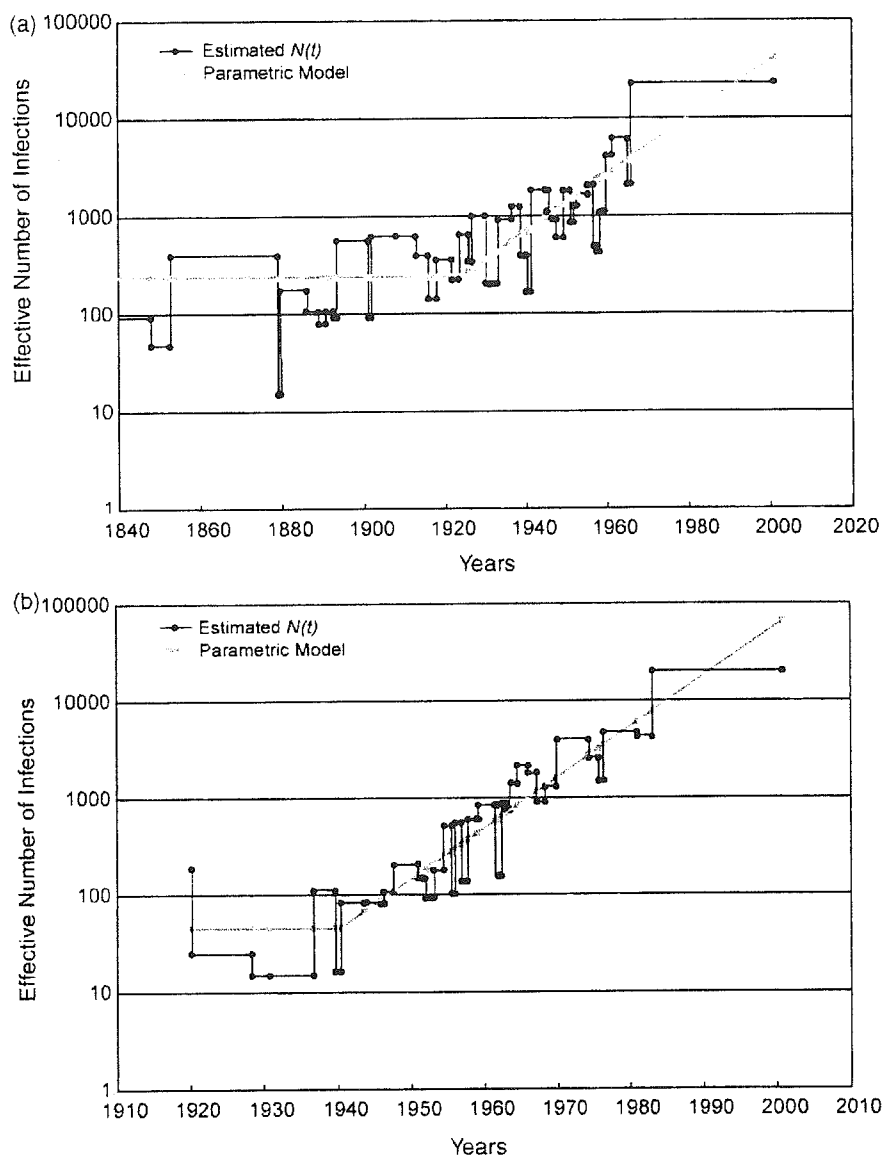 (a)
100000
10000
1000
100
10
1
Effective Number of Infections
Estimated N(t)
Parametric Model
1840 1860 1880 1900 1920 1940 1960 1980 2000 2020
Years
(b)
100000
10000
1000
100
10
1
Effective Number of Infections
Estimated N(t)
Parametric Model
1910 1920 1930 1940 1950 1960 1970 1980 1990 2000 2010
Years